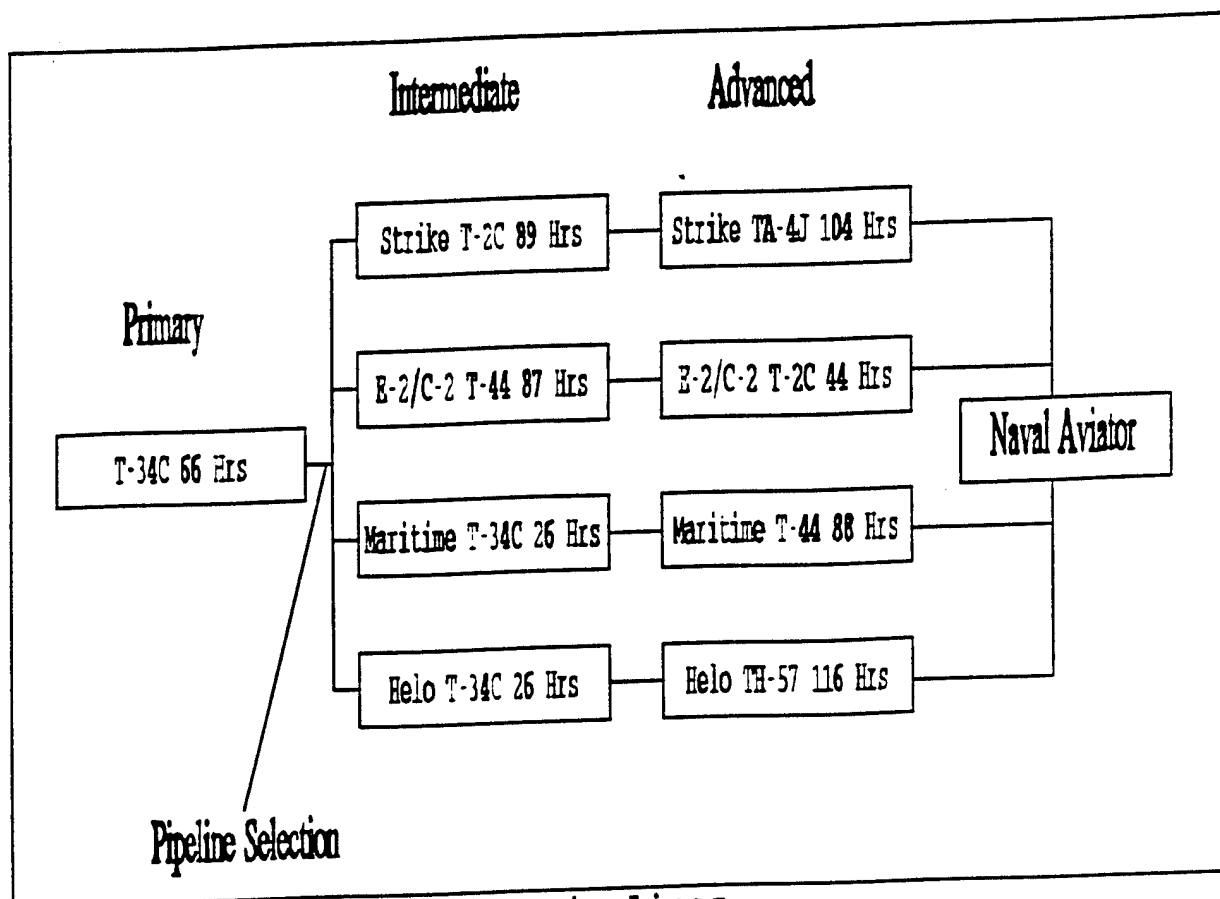 Intermediate Advanced
Strike T-2C 89 Hrs Strike TA-4J 104 Hrs
Primary
E-2/C-2 T-44 87 Hrs E-2/C-2 T-2C 44 Hrs
Naval Aviator
T-34C 66 Hrs
Maritime T-34C 26 Hrs Maritime T-44 88 Hrs
Helo T-34C 26 Hrs Helo TH-57 116 Hrs
Pipeline Selection